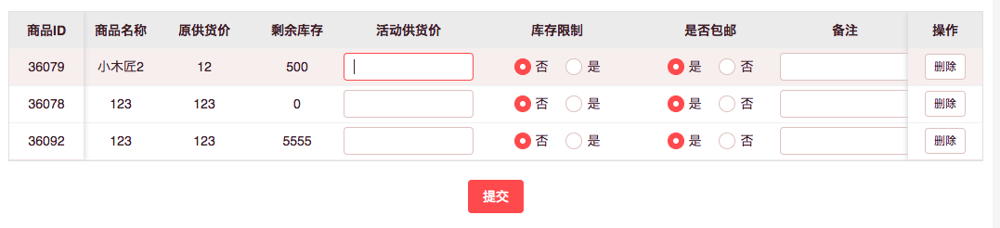 商品ID 商品名称 原供货价 剩余库存 活动供货价 库存限制 是否包邮 备注 操作
36079 小木匠2 12 500 否 是 是 否 删除
36078 123 123 0 否 是 是 否 删除
36092 123 123 5555 否 是 是 否 删除
提交